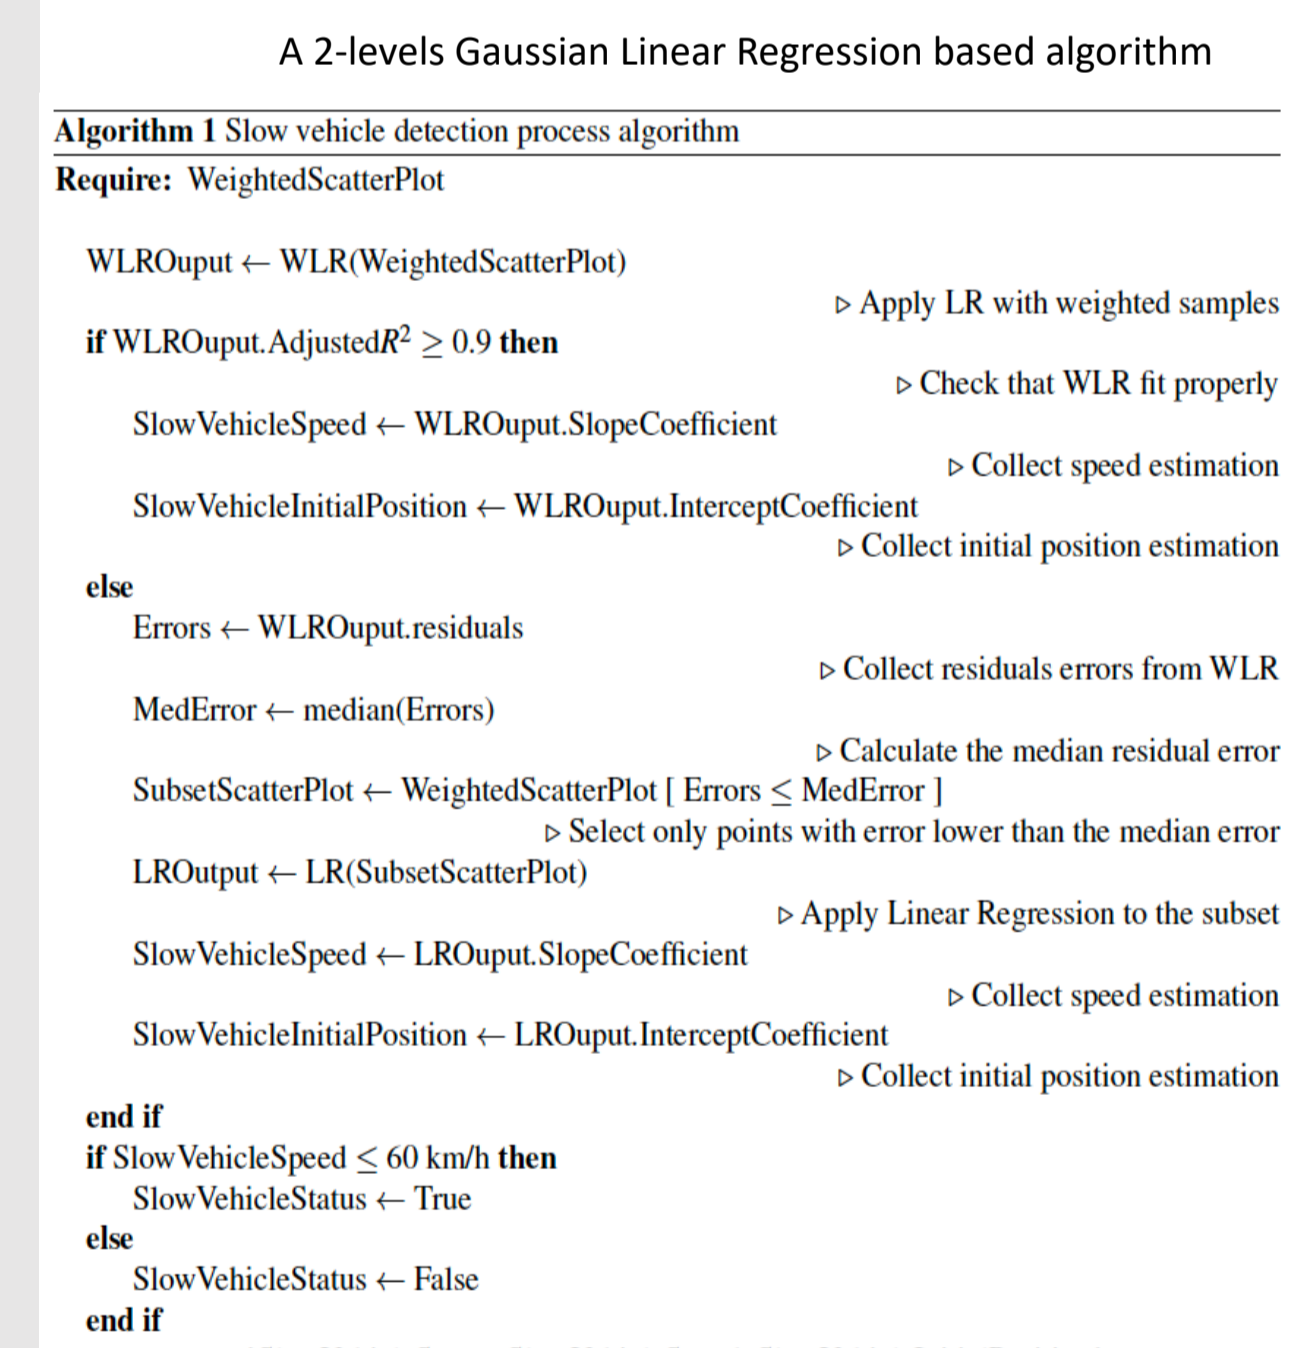 A 2-levels Gaussian Linear Regression based algorithm
Algorithm 1 Slow vehicle detection process algorithm
Require: WeightedScatterPlot
WLROuput ← WLR(WeightedScatterPlot)
▷ Apply LR with weighted samples
if WLROuput.AdjustedR² ≥ 0.9 then
▷ Check that WLR fit properly
SlowVehicleSpeed ← WLROuput.SlopeCoefficient
▷ Collect speed estimation
SlowVehicleInitialPosition ← WLROuput.InterceptCoefficient
▷ Collect initial position estimation
else
Errors ← WLROuput.residuals
▷ Collect residuals errors from WLR
MedError ← median(Errors)
▷ Calculate the median residual error
SubsetScatterPlot ← WeightedScatterPlot [ Errors ≤ MedError ]
▷ Select only points with error lower than the median error
LROutput ← LR(SubsetScatterPlot)
▷ Apply Linear Regression to the subset
SlowVehicleSpeed ← LROuput.SlopeCoefficient
▷ Collect speed estimation
SlowVehicleInitialPosition ← LROuput.InterceptCoefficient
▷ Collect initial position estimation
end if
if SlowVehicleSpeed ≤ 60 km/h then
SlowVehicleStatus ← True
else
SlowVehicleStatus ← False
end if